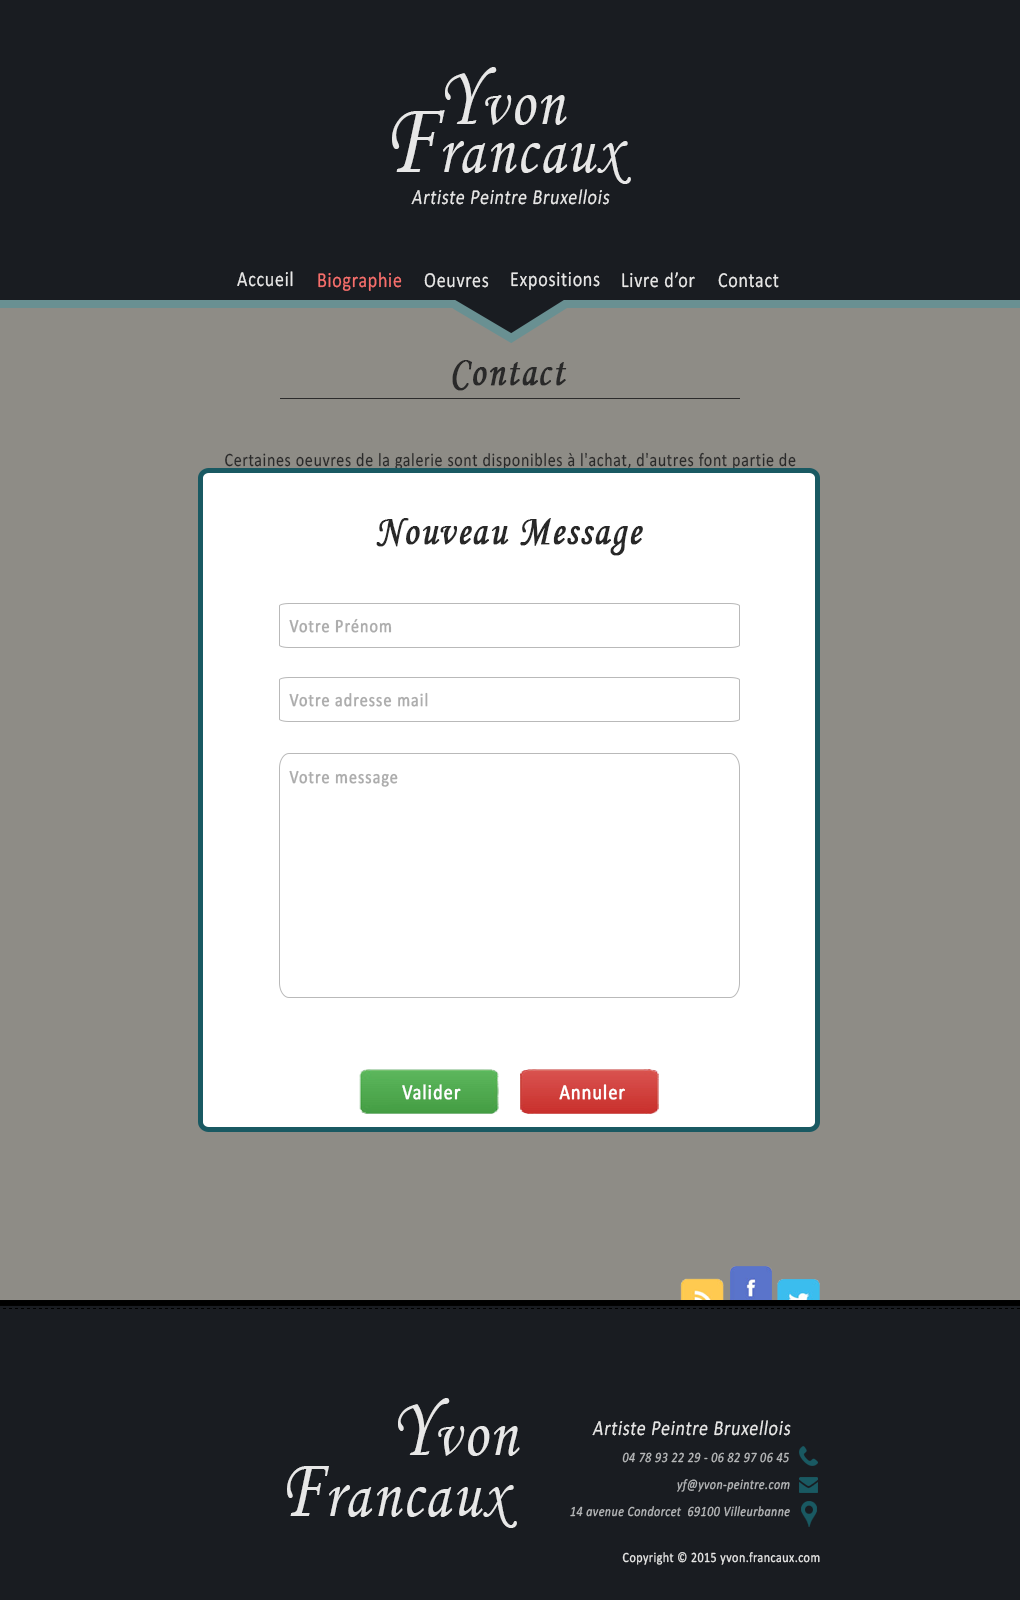 Yvon
Francaux
Artiste Peintre Bruxellois
Accueil Biographie Oeuvres Expositions Livre d’or Contact
Contact
Certaines oeuvres de la galerie sont disponibles à l'achat, d'autres font partie de
Nouveau Message
Votre Prénom
Votre adresse mail
Votre message
Valider Annuler
f
Yvon
Francaux
Artiste Peintre Bruxellois
04 78 93 22 29 - 06 82 97 06 45
yf@yvon-peintre.com
14 avenue Condorcet 69100 Villeurbanne
Copyright © 2015 yvon.francaux.com